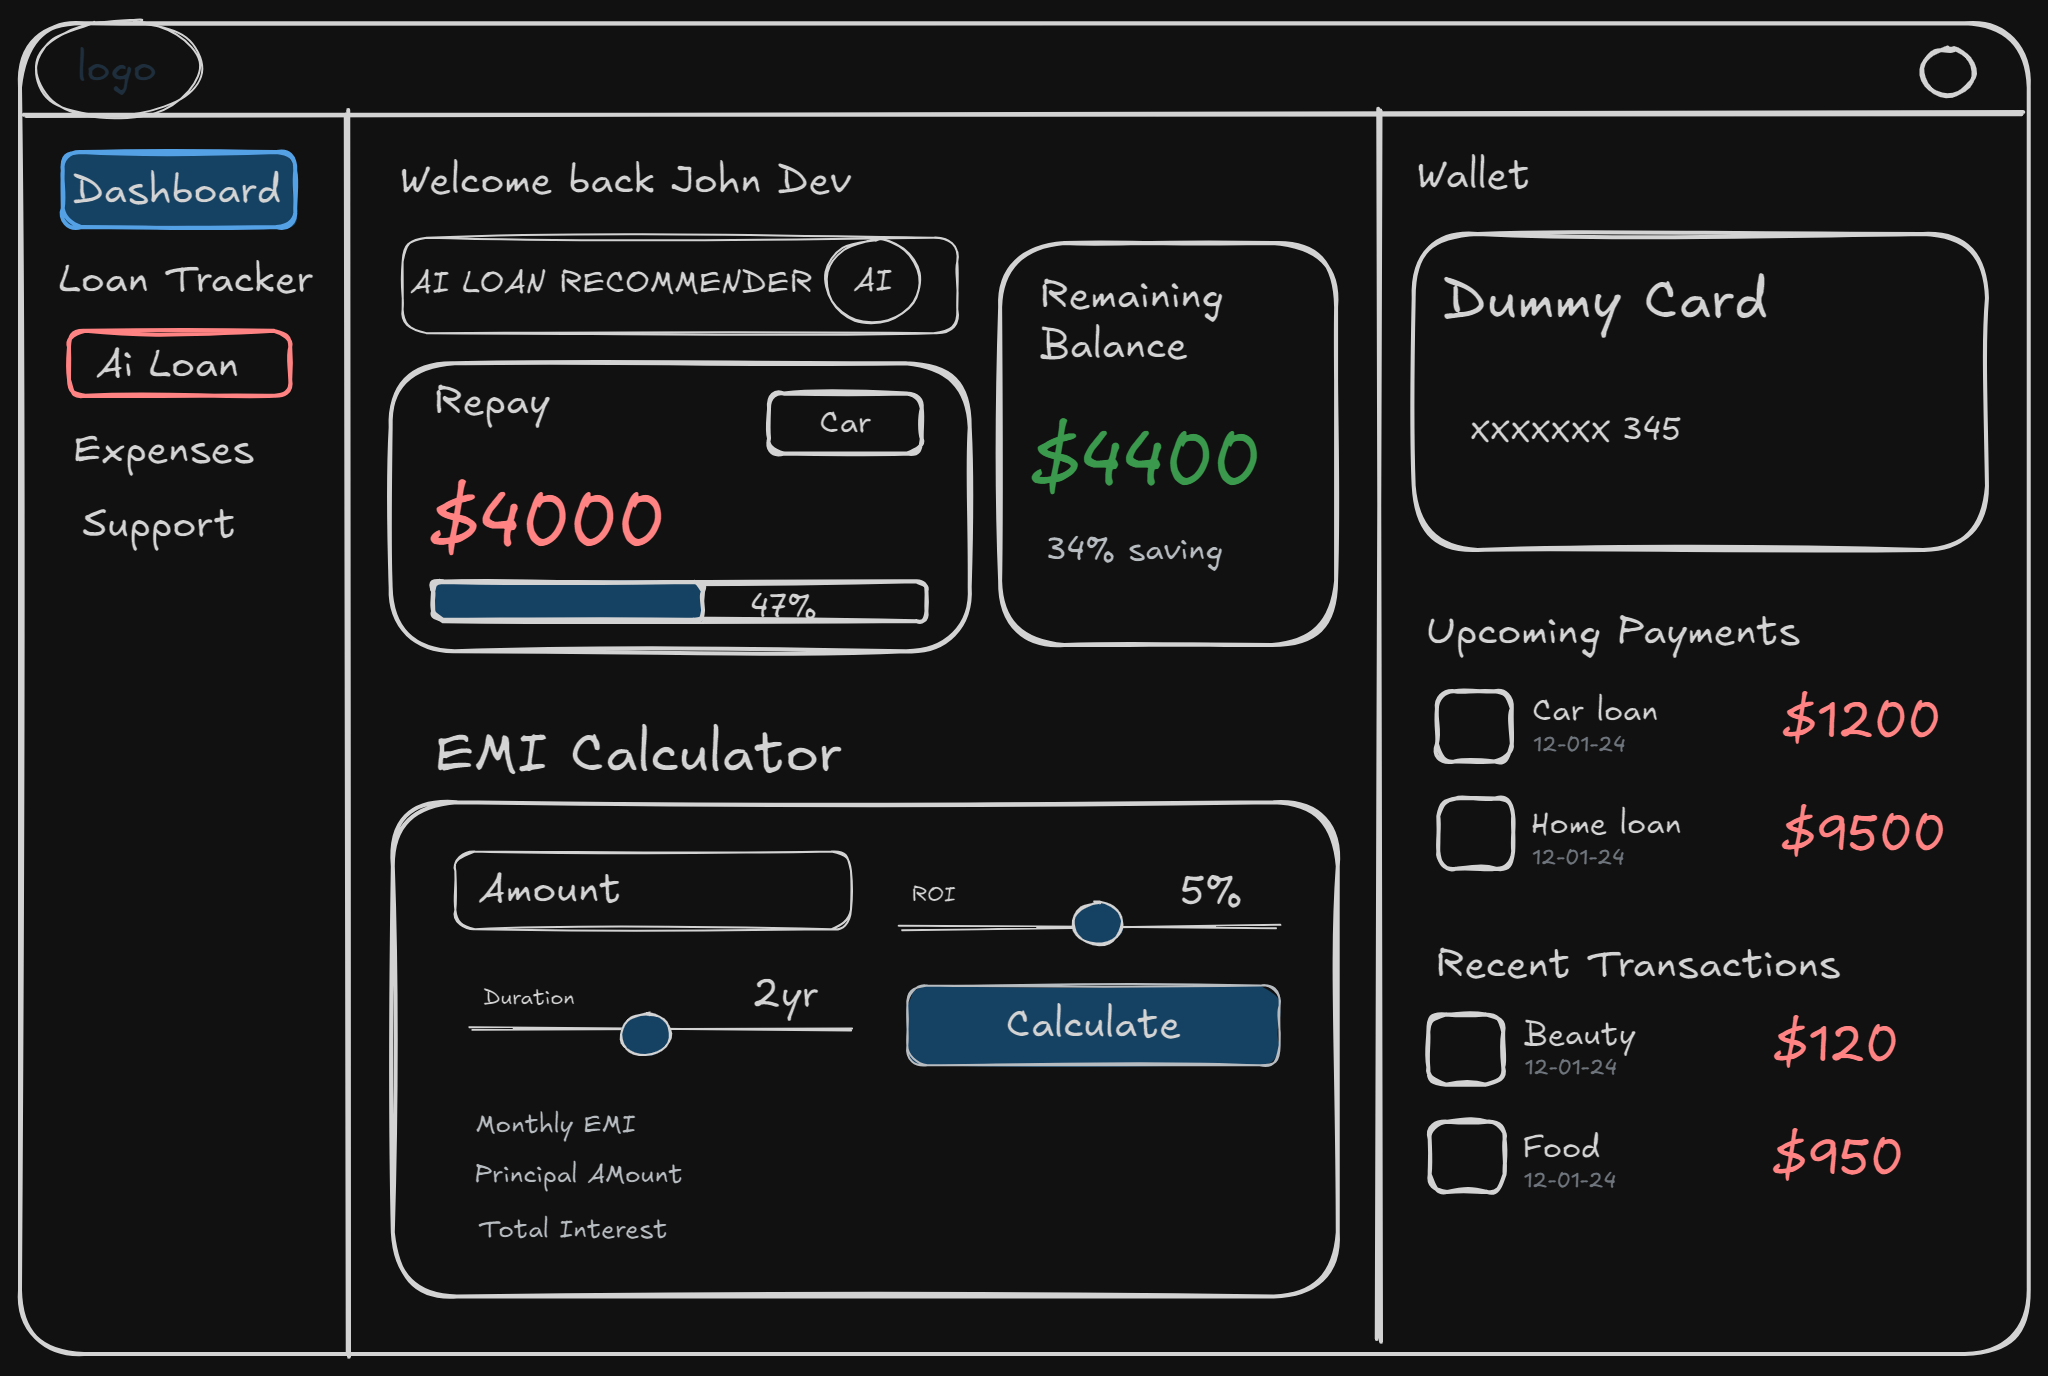 logo
Dashboard
Loan Tracker
Ai Loan
Expenses
Support
Welcome back John Dev
AI LOAN RECOMMENDER AI
Repay
Car
$4000
47%
Remaining
Balance
$4400
34% saving
EMI Calculator
Amount
ROI
5%
Duration
2yr
Calculate
Monthly EMI
Principal AMount
Total Interest
Wallet
Dummy Card
XXXXXXX 345
Upcoming Payments
Car loan
12-01-24
$1200
Home loan
12-01-24
$9500
Recent Transactions
Beauty
12-01-24
$120
Food
12-01-24
$950